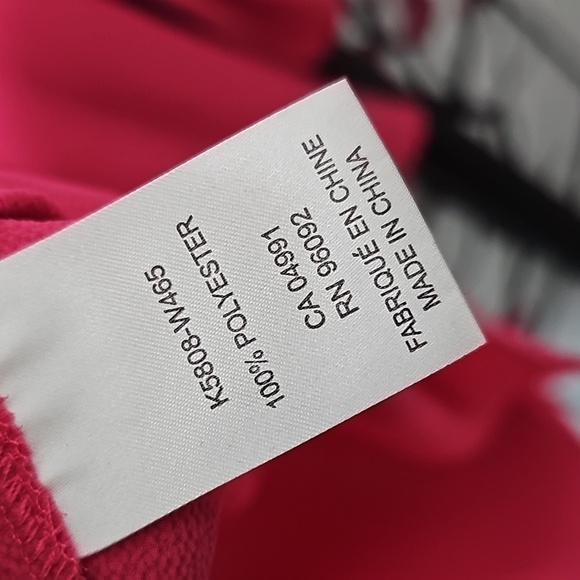 K5808-W465
100% POLYESTER
CA 04991
RN 96092
FABRIQUÉ EN CHINE
MADE IN CHINA